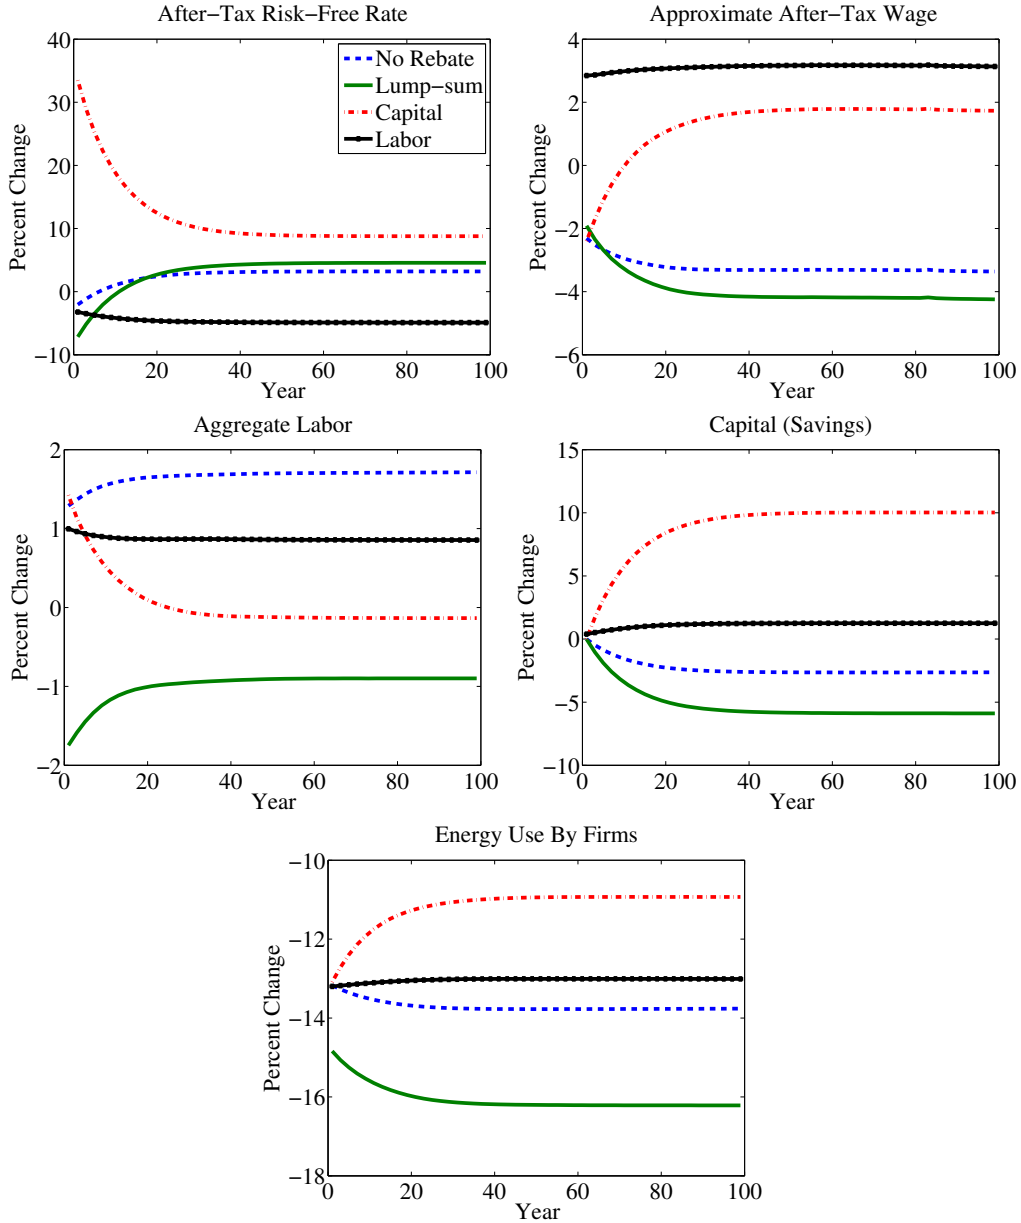 After−Tax Risk−Free Rate
40
30
20
10
0
−10
Percent Change
No Rebate
Lump−sum
Capital
Labor
0 20 40 60 80 100
Year
Approximate After−Tax Wage
4
2
0
−2
−4
−6
Percent Change
0 20 40 60 80 100
Year
Aggregate Labor
2
1
0
−1
−2
Percent Change
0 20 40 60 80 100
Year
Capital (Savings)
15
10
5
0
−5
−10
Percent Change
0 20 40 60 80 100
Year
Energy Use By Firms
−10
−12
−14
−16
−18
Percent Change
0 20 40 60 80 100
Year